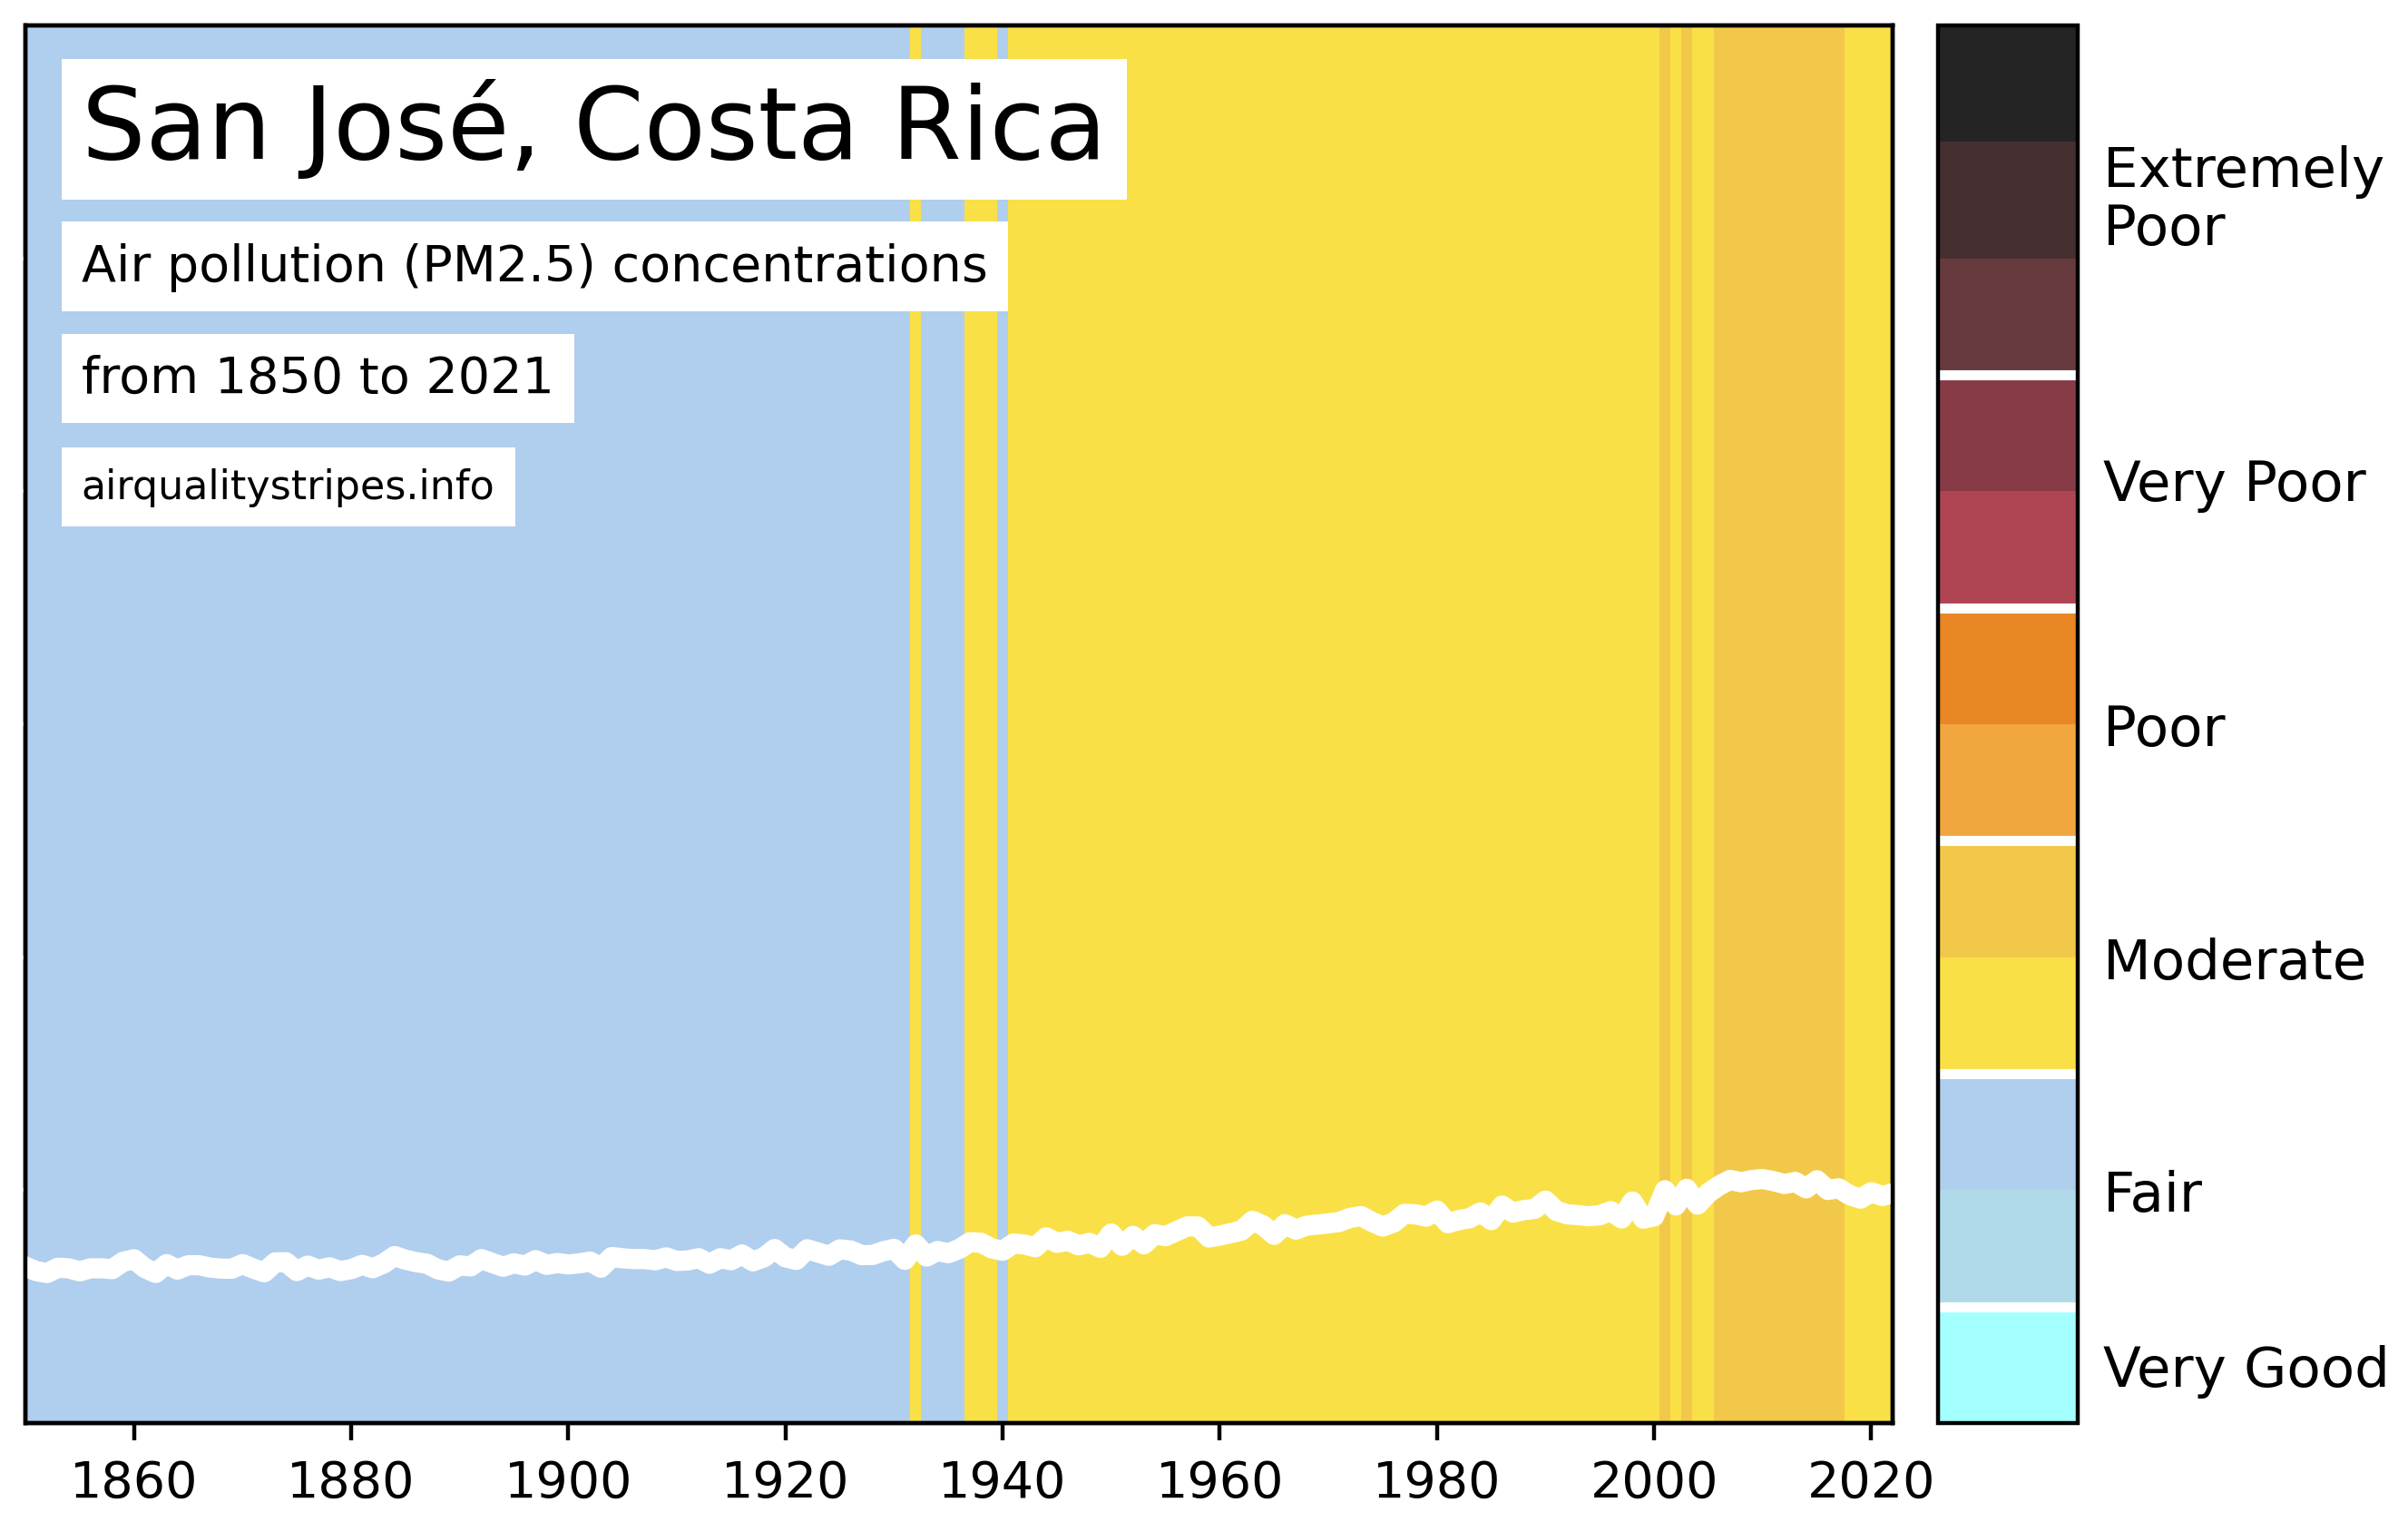 San José, Costa Rica
Air pollution (PM2.5) concentrations
from 1850 to 2021
airqualitystripes.info
Extremely
Poor
Very Poor
Poor
Moderate
Fair
Very Good
1860 1880 1900 1920 1940 1960 1980 2000 2020